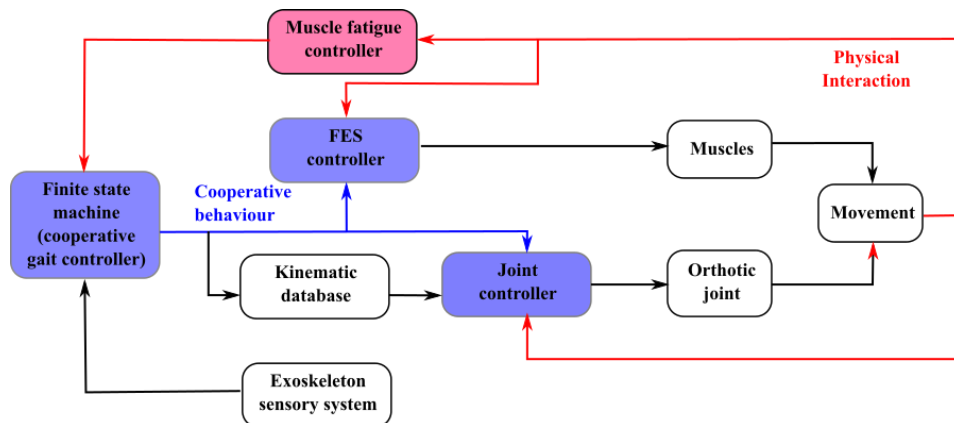 Muscle fatigue
controller
Physical
Interaction
FES
controller
Muscles
Finite state
machine
(cooperative
gait controller)
Cooperative
behaviour
Movement
Kinematic
database
Joint
controller
Orthotic
joint
Exoskeleton
sensory system